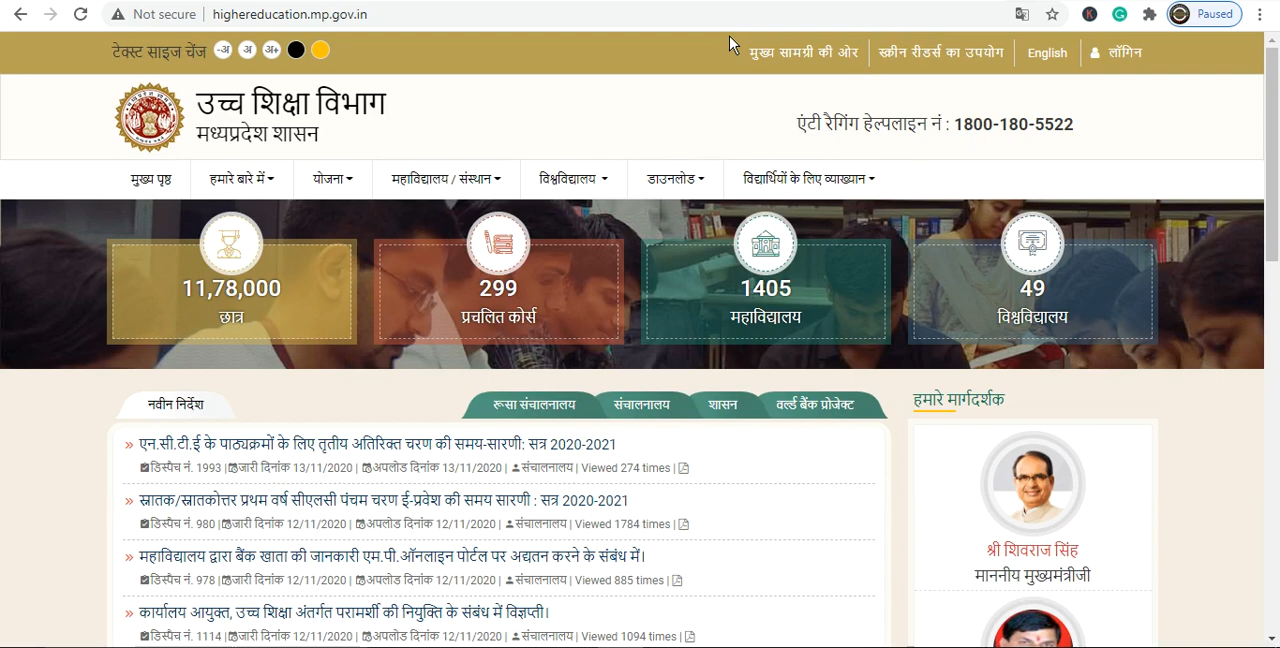 Not secure | highereducation.mp.gov.in
Paused
टेक्स्ट साइज चेंज -अ अ अ+
मुख्य सामग्री की ओर | स्क्रीन रीडर्स का उपयोग | English | लॉगिन
उच्च शिक्षा विभाग
मध्यप्रदेश शासन
एंटी रैगिंग हेल्पलाइन नं : 1800-180-5522
मुख्य पृष्ठ हमारे बारे में योजना महाविद्यालय / संस्थान विश्वविद्यालय डाउनलोड विद्यार्थियों के लिए व्याख्यान
11,78,000 299 1405 49
छात्र प्रचलित कोर्स महाविद्यालय विश्वविद्यालय
नवीन निर्देश रूसा संचालनालय संचालनालय शासन वर्ल्ड बैंक प्रोजेक्ट
» एन.सी.टी.ई के पाठ्यक्रमों के लिए तृतीय अतिरिक्त चरण की समय-सारणी: सत्र 2020-2021
डिस्पैच नं. 1993 | जारी दिनांक 13/11/2020 | अपलोड दिनांक 13/11/2020 | संचालनालय | Viewed 274 times |
» स्नातक/स्नातकोत्तर प्रथम वर्ष सीएलसी पंचम चरण ई-प्रवेश की समय सारणी : सत्र 2020-2021
डिस्पैच नं. 980 | जारी दिनांक 12/11/2020 | अपलोड दिनांक 12/11/2020 | संचालनालय | Viewed 1784 times |
» महाविद्यालय द्वारा बैंक खाता की जानकारी एम.पी.ऑनलाइन पोर्टल पर अद्यतन करने के संबंध में।
डिस्पैच नं. 978 | जारी दिनांक 12/11/2020 | अपलोड दिनांक 12/11/2020 | संचालनालय | Viewed 885 times |
» कार्यालय आयुक्त, उच्च शिक्षा अंतर्गत परामर्शी की नियुक्ति के संबंध में विज्ञप्ती।
डिस्पैच नं. 1114 | जारी दिनांक 12/11/2020 | अपलोड दिनांक 12/11/2020 | संचालनालय | Viewed 1094 times |
हमारे मार्गदर्शक
श्री शिवराज सिंह
माननीय मुख्यमंत्रीजी